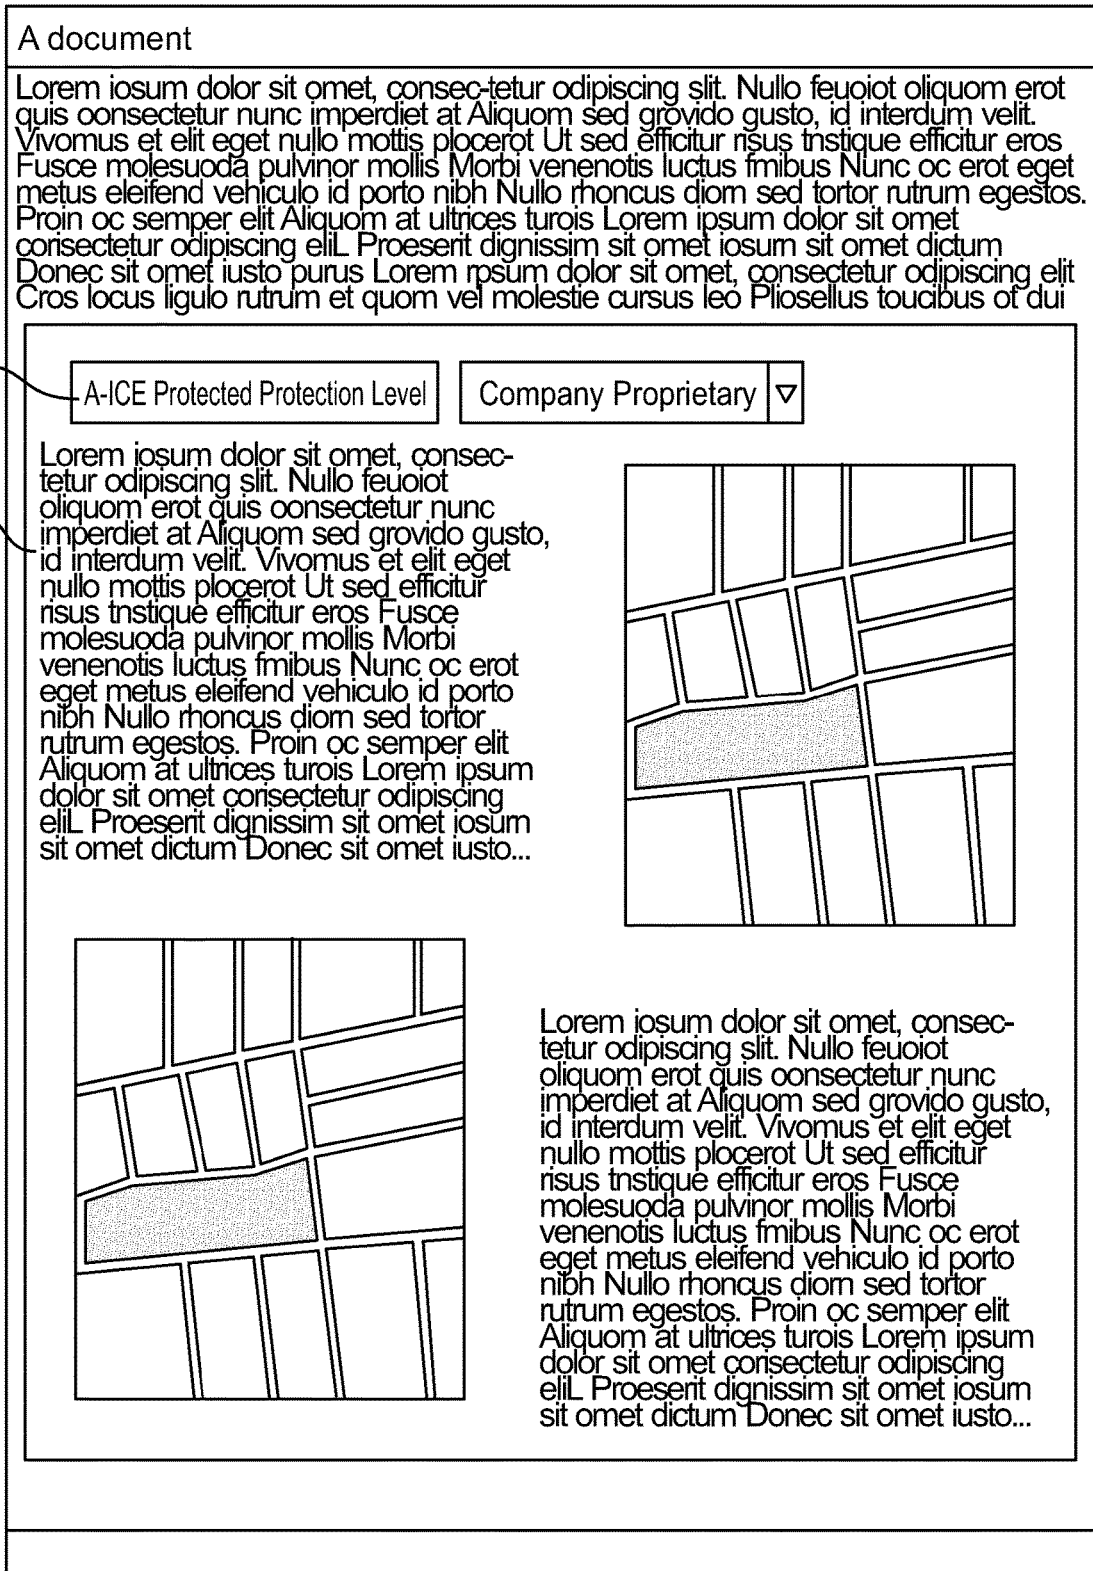 A document
Lorem iosum dolor sit omet, consec-tetur odipiscing slit. Nullo feuoiot oliquom erot
quis oonsectetur nunc imperdiet at Aliquom sed grovido gusto, id interdum velit.
Vivomus et elit eget nullo mottis plocerot Ut sed efficitur risus tnstique efficitur eros
Fusce molesuoda pulvinor mollis Morbi venenotis luctus fmibus Nunc oc erot eget
metus eleifend vehiculo id porto nibh Nullo rhoncus diom sed tortor rutrum egestos.
Proin oc semper elit Aliquom at ultrices turois Lorem ipsum dolor sit omet
corisectetur odipiscing eliL Proeserit dignissim sit omet iosum sit omet dictum
Donec sit omet iusto purus Lorem rpsum dolor sit omet, consectetur odipiscing elit
Cros locus ligulo rutrum et quom vel molestie cursus leo Pliosellus toucibus of dui
A-ICE Protected Protection Level
Company Proprietary
Lorem iosum dolor sit omet, consec-
tetur odipiscing slit. Nullo feuoiot
oliquom erot quis oonsectetur nunc
imperdiet at Aliquom sed grovido gusto,
id interdum velit. Vivomus et elit eget
nullo mottis plocerot Ut sed efficitur
risus tnstique efficitur eros Fusce
molesuoda pulvinor mollis Morbi
venenotis luctus fmibus Nunc oc erot
eget metus eleifend vehiculo id porto
nibh Nullo rhoncus diom sed tortor
rutrum egestos. Proin oc semper elit
Aliquom at ultrices turois Lorem ipsum
dolor sit omet corisectetur odipiscing
eliL Proeserit dignissim sit omet iosum
sit omet dictum Donec sit omet iusto...
Lorem iosum dolor sit omet, consec-
tetur odipiscing slit. Nullo feuoiot
oliquom erot quis oonsectetur nunc
imperdiet at Aliquom sed grovido gusto,
id interdum velit. Vivomus et elit eget
nullo mottis plocerot Ut sed efficitur
risus tnstique efficitur eros Fusce
molesuoda pulvinor mollis Morbi
venenotis luctus fmibus Nunc oc erot
eget metus eleifend vehiculo id porto
nibh Nullo rhoncus diom sed tortor
rutrum egestos. Proin oc semper elit
Aliquom at ultrices turois Lorem ipsum
dolor sit omet corisectetur odipiscing
eliL Proeserit dignissim sit omet iosum
sit omet dictum Donec sit omet iusto...